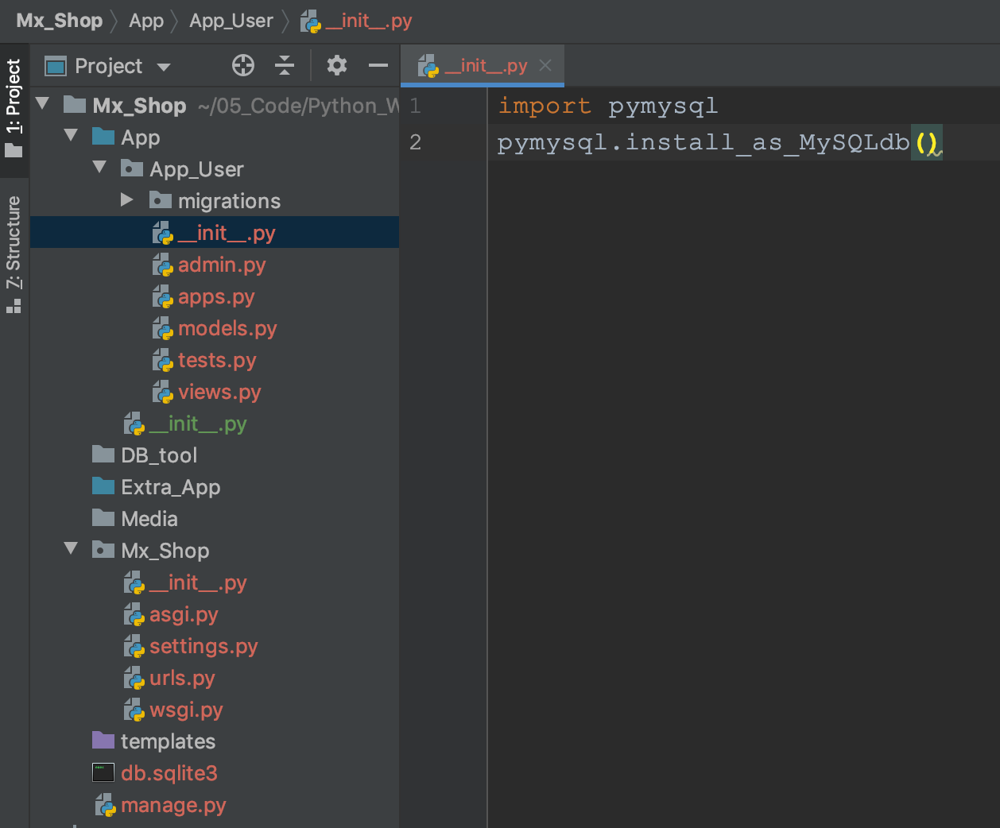 Mx_Shop App App_User __init__.py
1: Project
7: Structure
Project
__init__.py
Mx_Shop ~/05_Code/Python_W
App
App_User
migrations
__init__.py
admin.py
apps.py
models.py
tests.py
views.py
__init__.py
DB_tool
Extra_App
Media
Mx_Shop
__init__.py
asgi.py
settings.py
urls.py
wsgi.py
templates
db.sqlite3
manage.py
1 import pymysql
2 pymysql.install_as_MySQLdb()